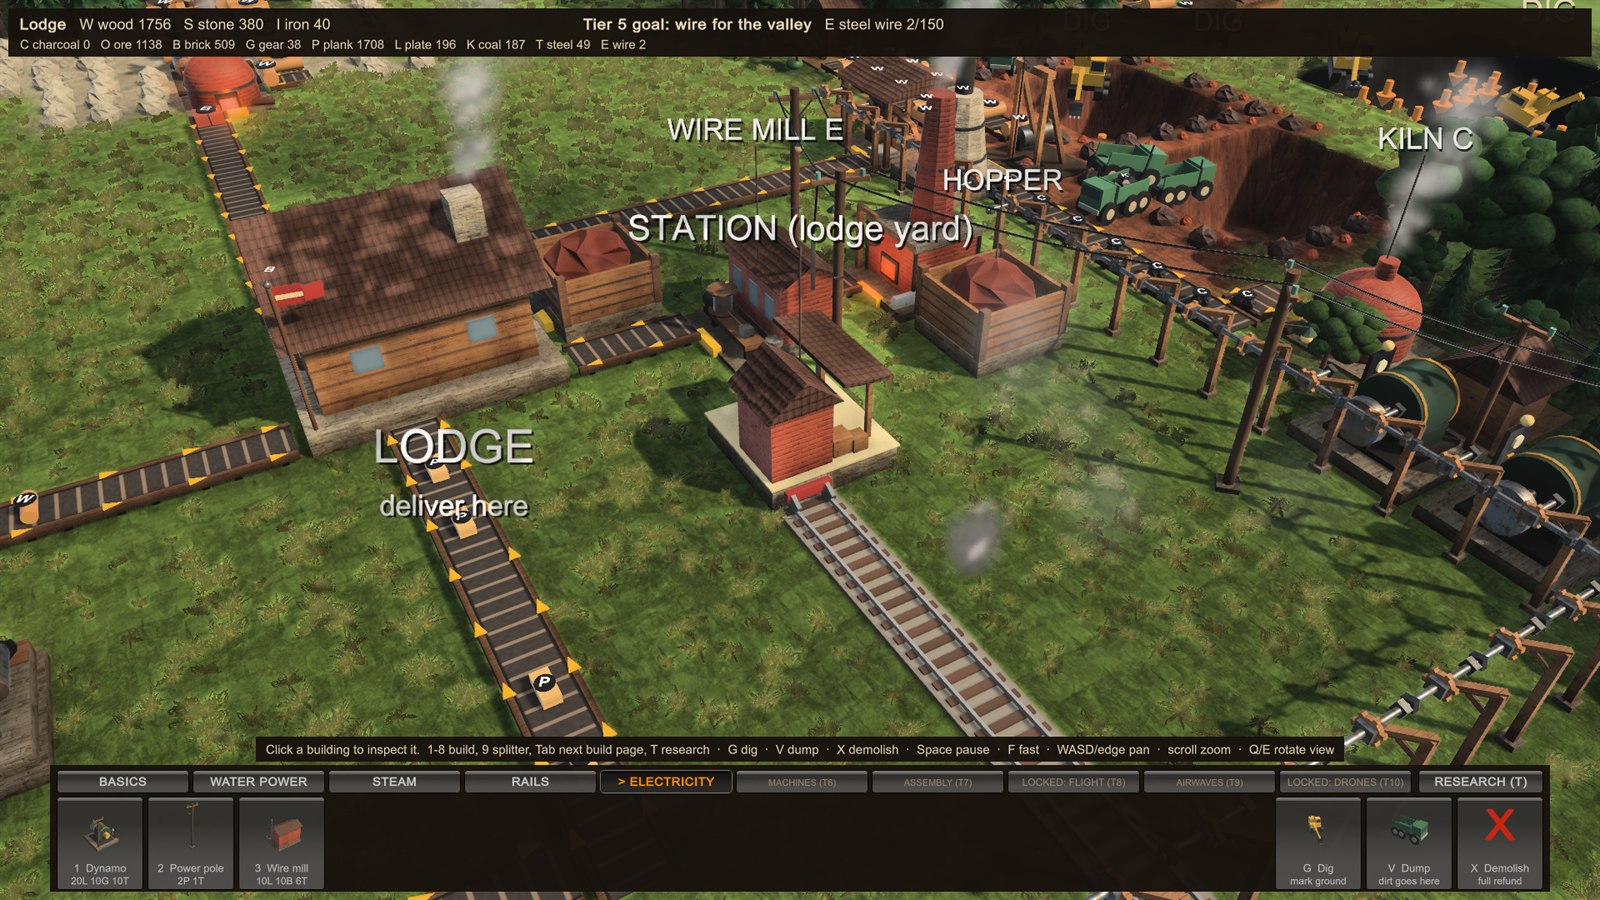 Lodge W wood 1756 S stone 380 I iron 40
Tier 5 goal: wire for the valley E steel wire 2/150
C charcoal 0 O ore 1138 B brick 509 G gear 38 P plank 1708 L plate 196 K coal 187 T steel 49 E wire 2
DIG DIG DIG
WIRE MILL E
KILN C
HOPPER
STATION (lodge yard)
LODGE
deliver here
B
B
W
P
P
P
C C C C C C
W W W W W
Click a building to inspect it. 1-8 build, 9 splitter, Tab next build page, T research · G dig · V dump · X demolish · Space pause · F fast · WASD/edge pan · scroll zoom · Q/E rotate view
BASICS WATER POWER STEAM RAILS > ELECTRICITY MACHINES (T6) ASSEMBLY (T7) LOCKED: FLIGHT (T8) AIRWAVES (T9) LOCKED: DRONES (T10) RESEARCH (T)
1 Dynamo
20L 10G 10T
2 Power pole
2P 1T
3 Wire mill
10L 10B 6T
G Dig
mark ground
V Dump
dirt goes here
X
X Demolish
full refund